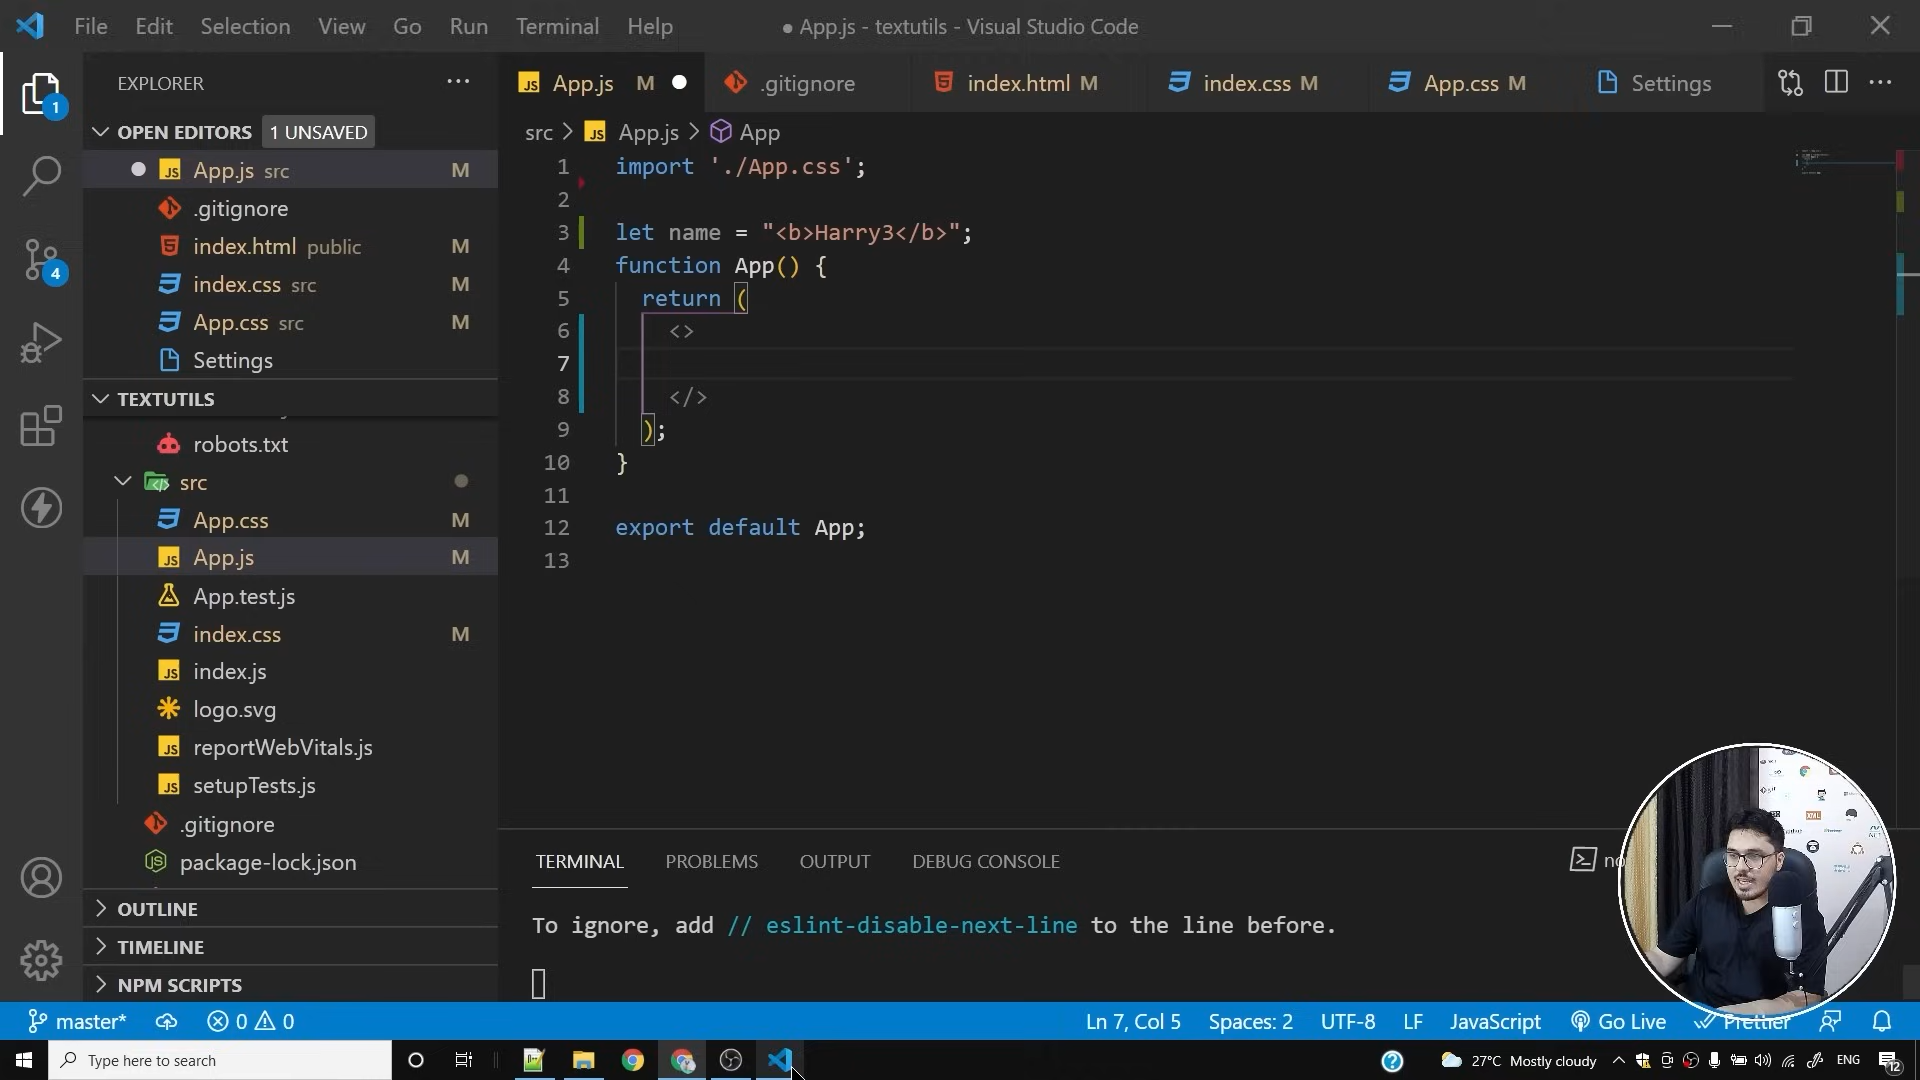 File Edit Selection View Go Run Terminal Help ● App.js - textutils - Visual Studio Code
EXPLORER ···
App.js M
.gitignore
index.html M
index.css M
App.css M
Settings
1
OPEN EDITORS 1 UNSAVED
src > App.js > App
App.js src M
.gitignore
index.html public M
index.css src M
App.css src M
Settings
4
TEXTUTILS
robots.txt
src
App.css M
App.js M
App.test.js
index.css M
index.js
logo.svg
reportWebVitals.js
setupTests.js
.gitignore
package-lock.json
OUTLINE
TIMELINE
NPM SCRIPTS
1 import './App.css';
2
3 let name = "<b>Harry3</b>";
4 function App() {
5 return (
6 <>
7
8 </>
9 );
10 }
11
12 export default App;
13
TERMINAL PROBLEMS OUTPUT DEBUG CONSOLE
To ignore, add // eslint-disable-next-line to the line before.
master* 0 0 Ln 7, Col 5 Spaces: 2 UTF-8 LF JavaScript Go Live Prettier
Type here to search 27°C Mostly cloudy ENG 12